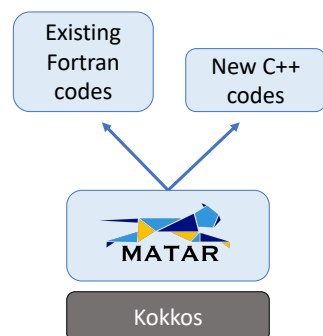 Existing
Fortran
codes
New C++
codes
MATAR
Kokkos